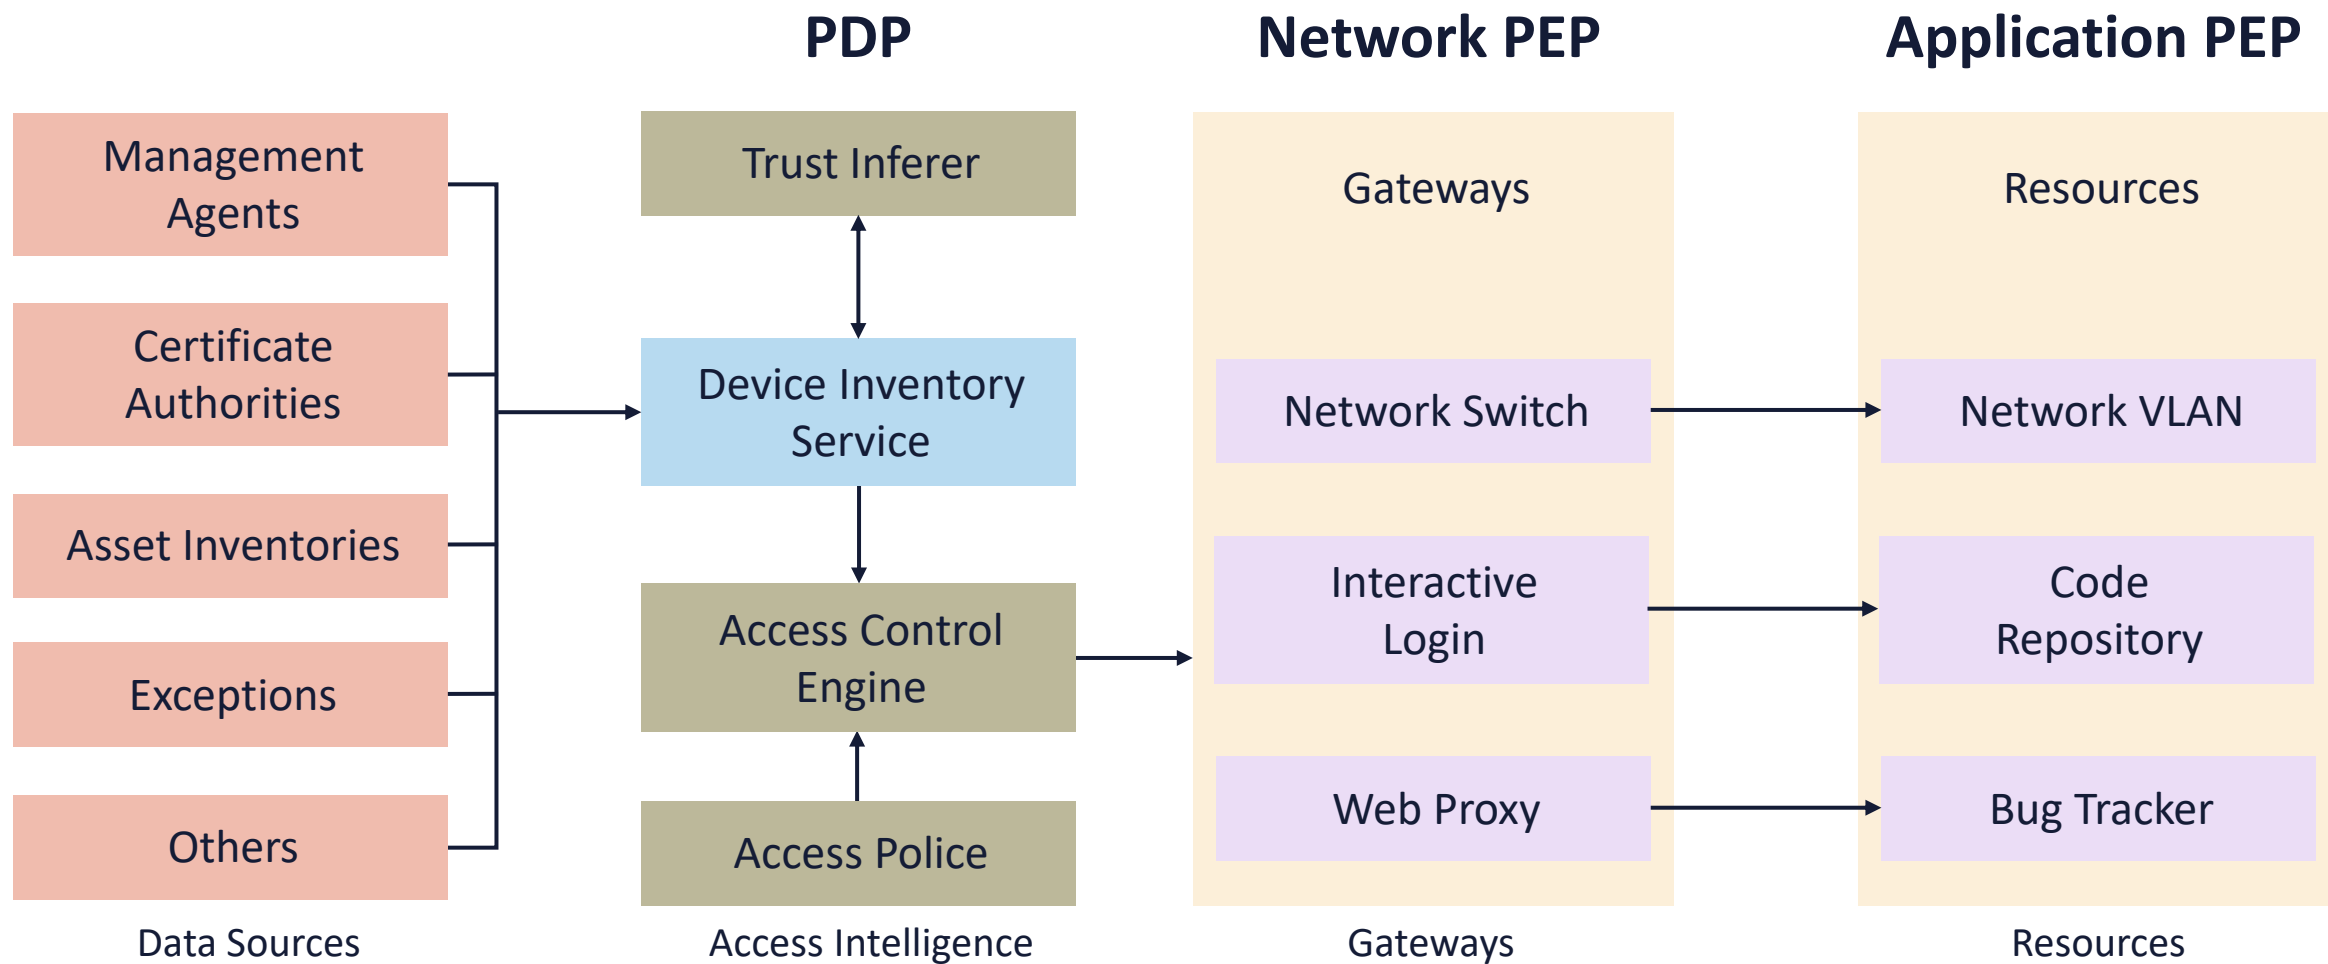 PDP
Network PEP
Application PEP
Management
Agents
Certificate
Authorities
Asset Inventories
Exceptions
Others
Data Sources
Trust Inferer
Device Inventory
Service
Access Control
Engine
Access Police
Access Intelligence
Gateways
Network Switch
Interactive
Login
Web Proxy
Gateways
Resources
Network VLAN
Code
Repository
Bug Tracker
Resources